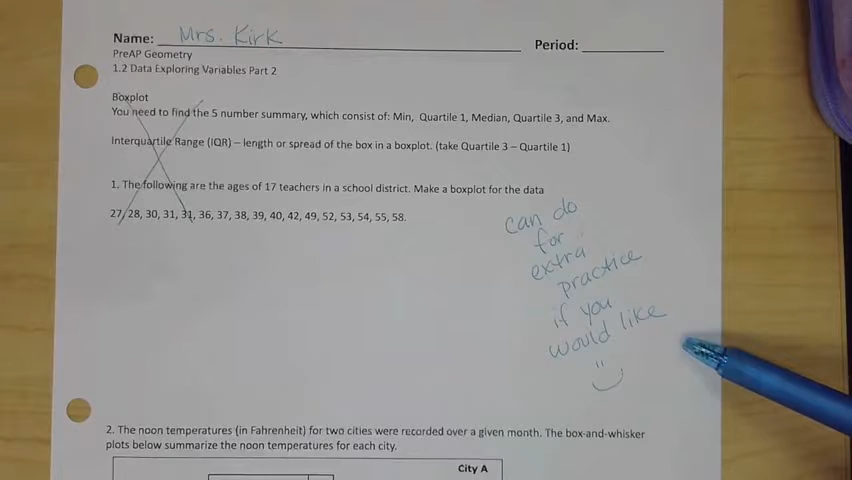 Name: Mrs. Kirk Period:
PreAP Geometry
1.2 Data Exploring Variables Part 2
Boxplot
You need to find the 5 number summary, which consist of: Min, Quartile 1, Median, Quartile 3, and Max.
Interquartile Range (IQR) – length or spread of the box in a boxplot. (take Quartile 3 – Quartile 1)
1. The following are the ages of 17 teachers in a school district. Make a boxplot for the data
27, 28, 30, 31, 31, 36, 37, 38, 39, 40, 42, 49, 52, 53, 54, 55, 58.
can do
for
extra
practice
if you
would like
2. The noon temperatures (in Fahrenheit) for two cities were recorded over a given month. The box-and-whisker
plots below summarize the noon temperatures for each city.
City A